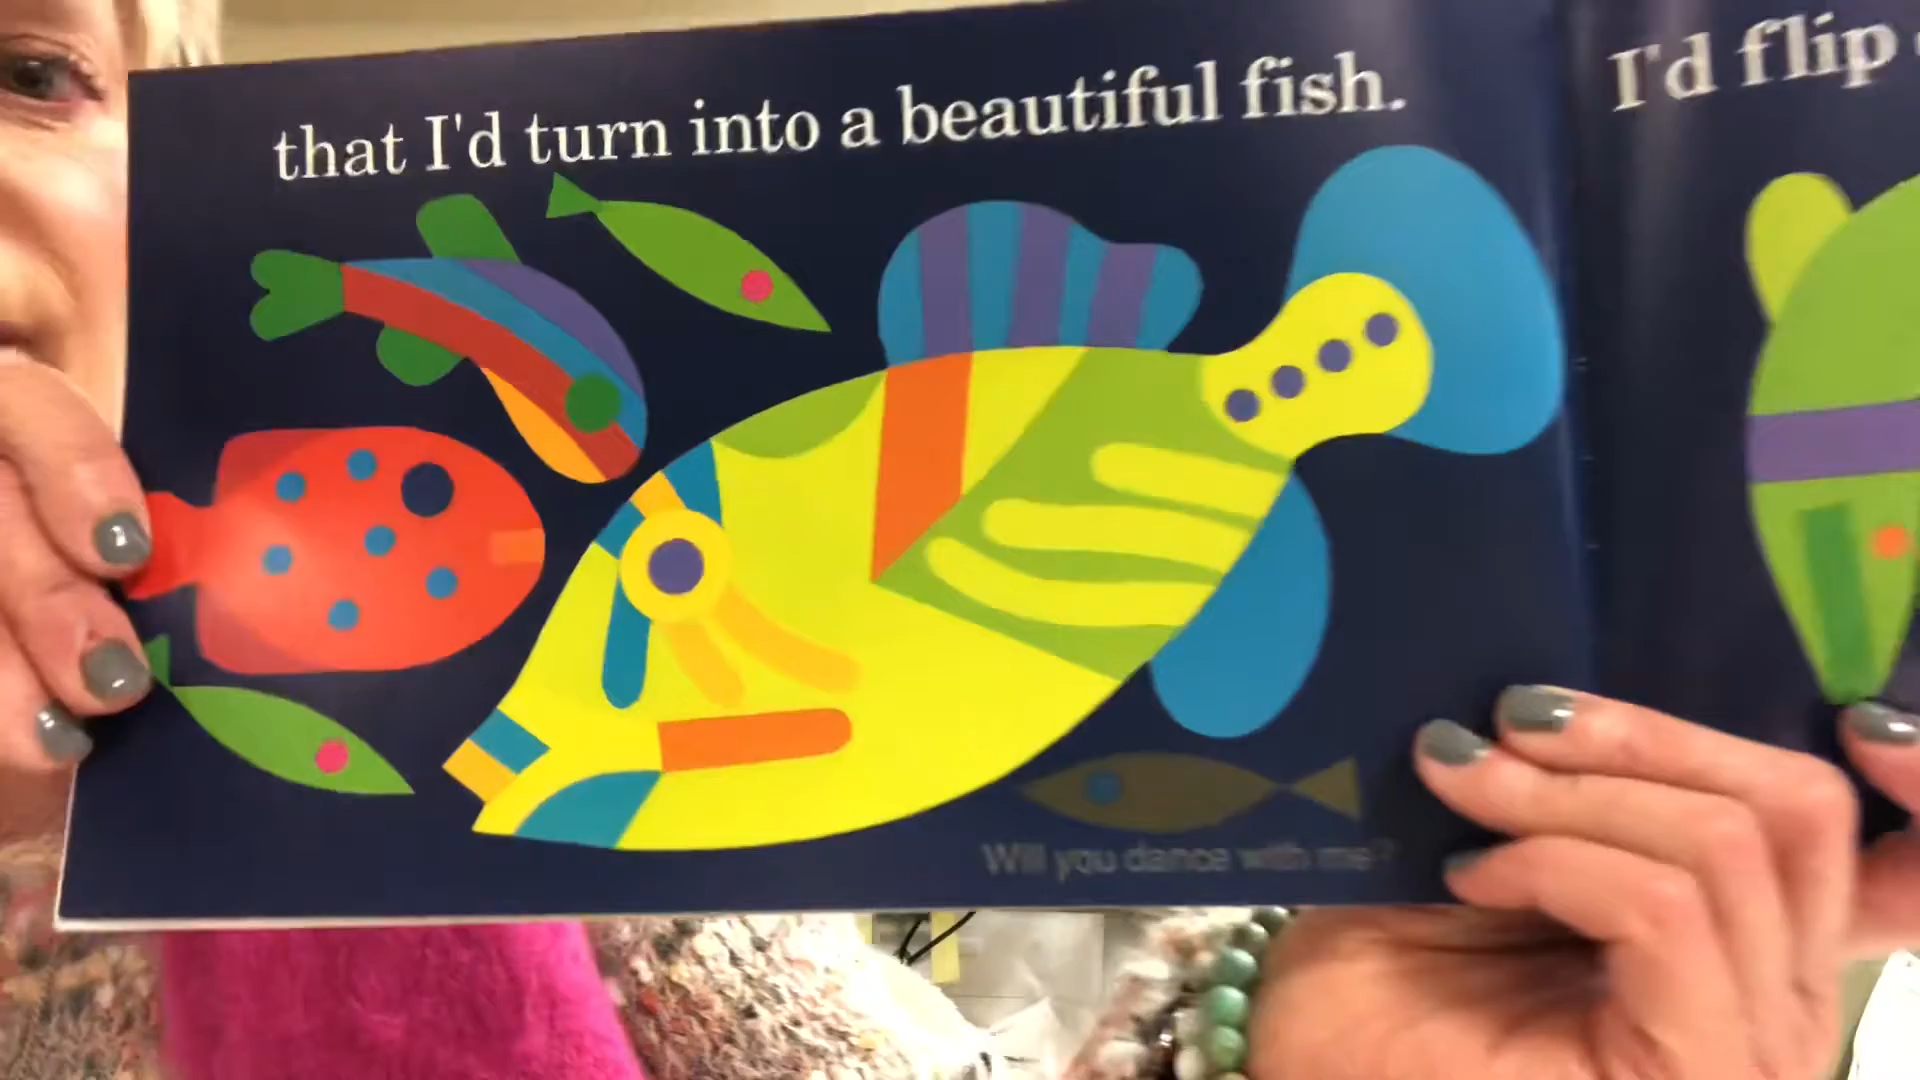 that I'd turn into a beautiful fish.
Will you dance with me?
I'd flip